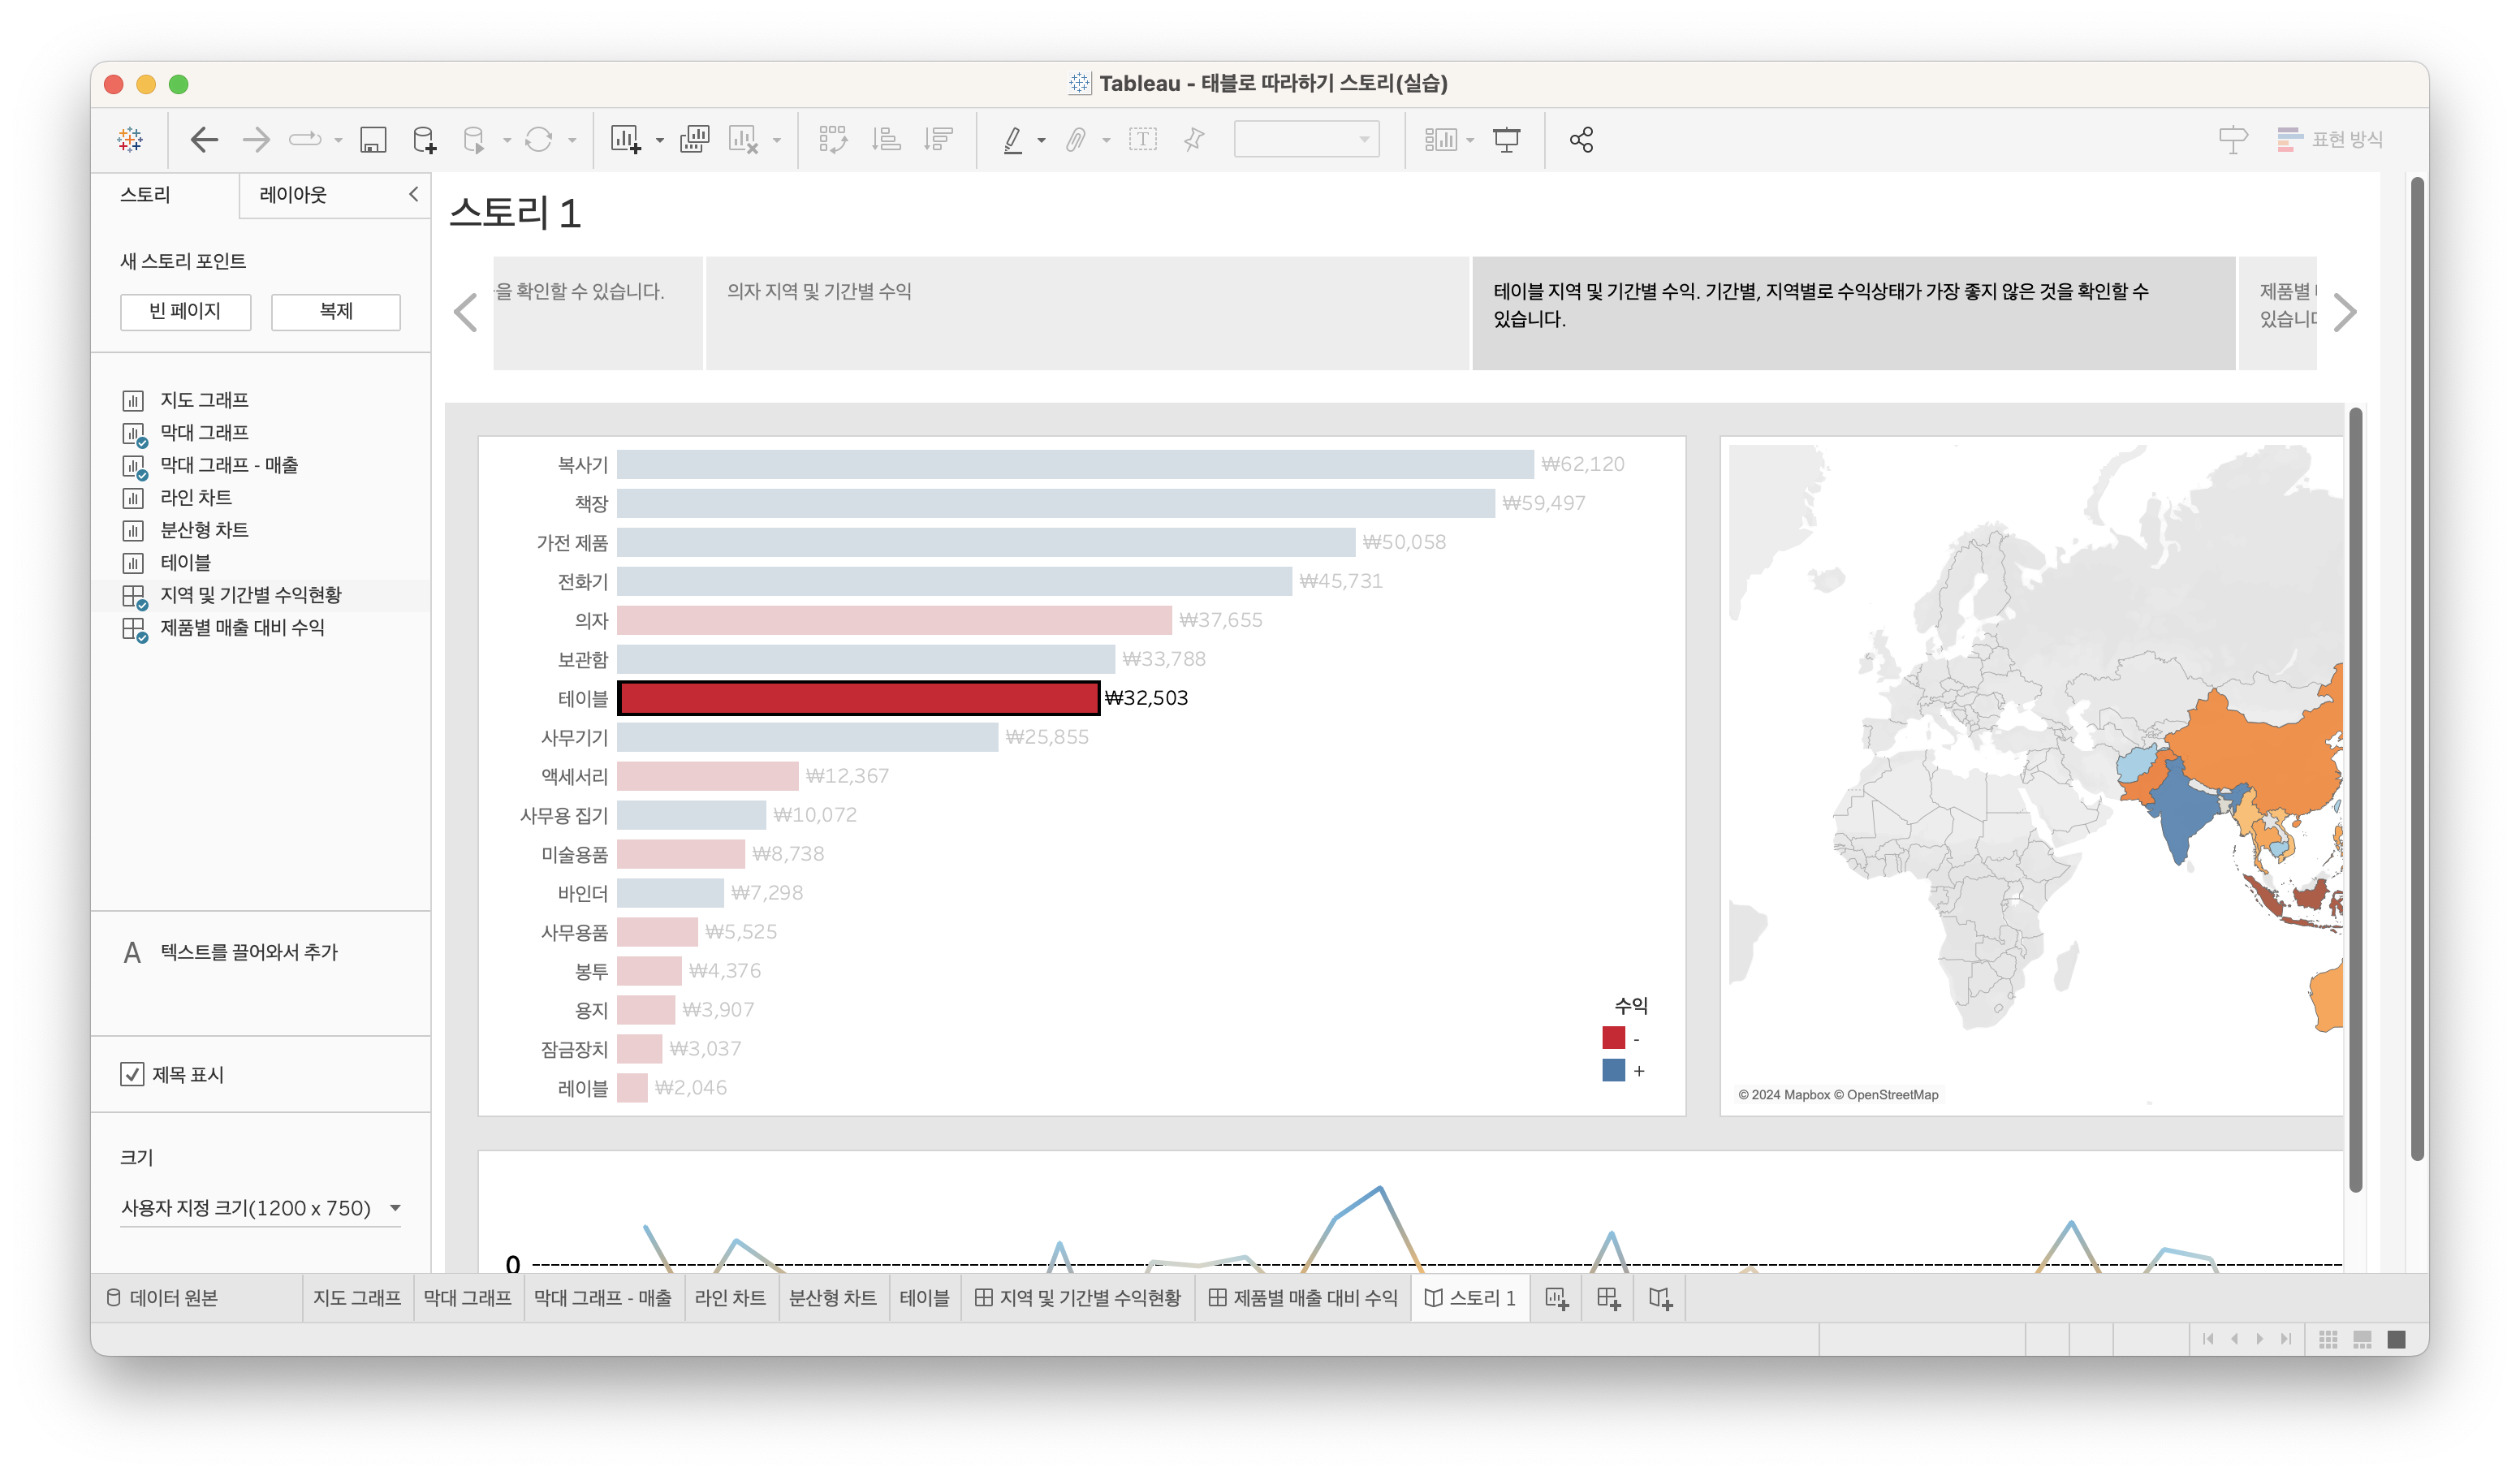 Tableau - 태블로 따라하기 스토리(실습)
표현 방식
스토리
레이아웃
새 스토리 포인트
빈 페이지
복제
지도 그래프
막대 그래프
막대 그래프 - 매출
라인 차트
분산형 차트
테이블
지역 및 기간별 수익현황
제품별 매출 대비 수익
A 텍스트를 끌어와서 추가
제목 표시
크기
사용자 지정 크기(1200 x 750)
스토리 1
을 확인할 수 있습니다.
의자 지역 및 기간별 수익
테이블 지역 및 기간별 수익. 기간별, 지역별로 수익상태가 가장 좋지 않은 것을 확인할 수
있습니다.
제품별
있습니다
복사기 ₩62,120
책장 ₩59,497
가전 제품 ₩50,058
전화기 ₩45,731
의자 ₩37,655
보관함 ₩33,788
테이블 ₩32,503
사무기기 ₩25,855
액세서리 ₩12,367
사무용 집기 ₩10,072
미술용품 ₩8,738
바인더 ₩7,298
사무용품 ₩5,525
봉투 ₩4,376
용지 ₩3,907
잠금장치 ₩3,037
레이블 ₩2,046
수익
-
+
© 2024 Mapbox © OpenStreetMap
0
데이터 원본
지도 그래프
막대 그래프
막대 그래프 - 매출
라인 차트
분산형 차트
테이블
지역 및 기간별 수익현황
제품별 매출 대비 수익
스토리 1